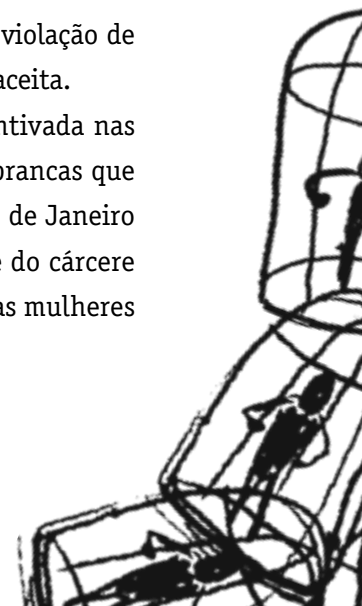 violação de
aceita.
ntivada nas
brancas que
de Janeiro
do cárcere
as mulheres